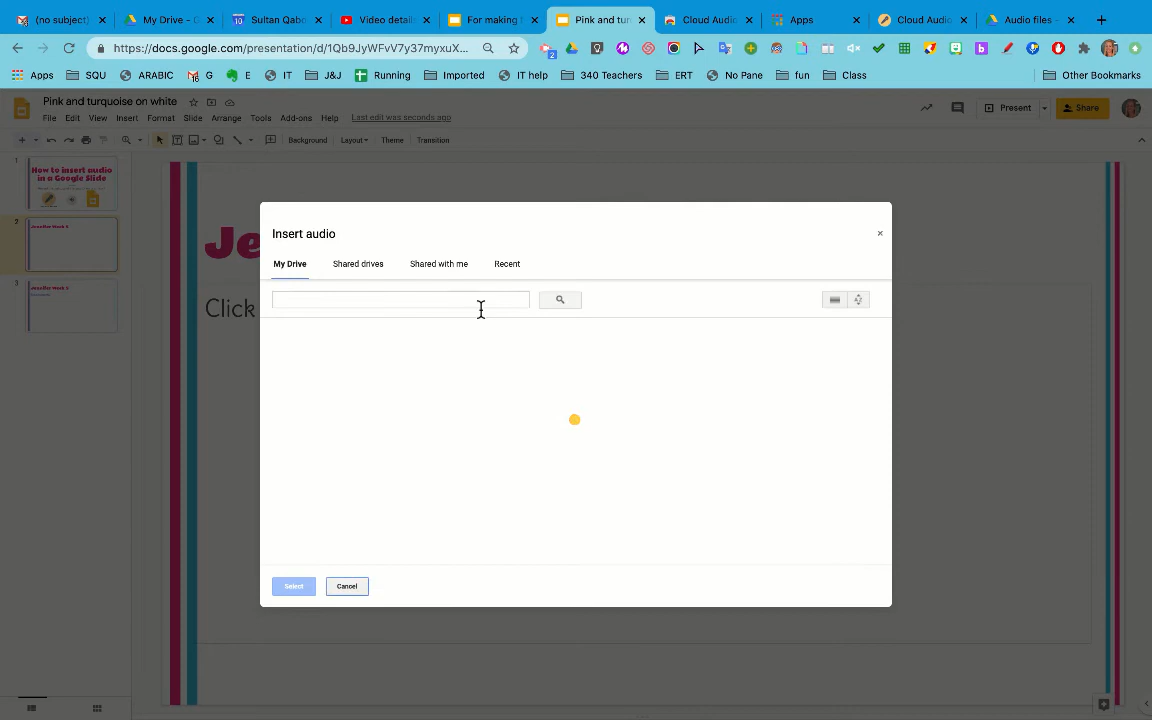 (no subject)
My Drive – G
Sultan Qab
Video detail
For making
Pink and tur
Cloud Audio
Apps
Cloud Audio
Audio files -
https://docs.google.com/presentation/d/1Qb9JyWFvV7y37myxuX...
Apps
SQU
ARABIC
G
E
IT
J&J
Running
Imported
IT help
340 Teachers
ERT
No Pane
fun
Class
Other Bookmarks
Pink and turquoise on white
Present
Share
File Edit View Insert Format Slide Arrange Tools Add-ons Help Last edit was seconds ago
Background Layout Theme Transition
1
How to insert audio
in a Google Slide
2
3
Je
Click
Insert audio
My Drive
Shared drives
Shared with me
Recent
Select
Cancel